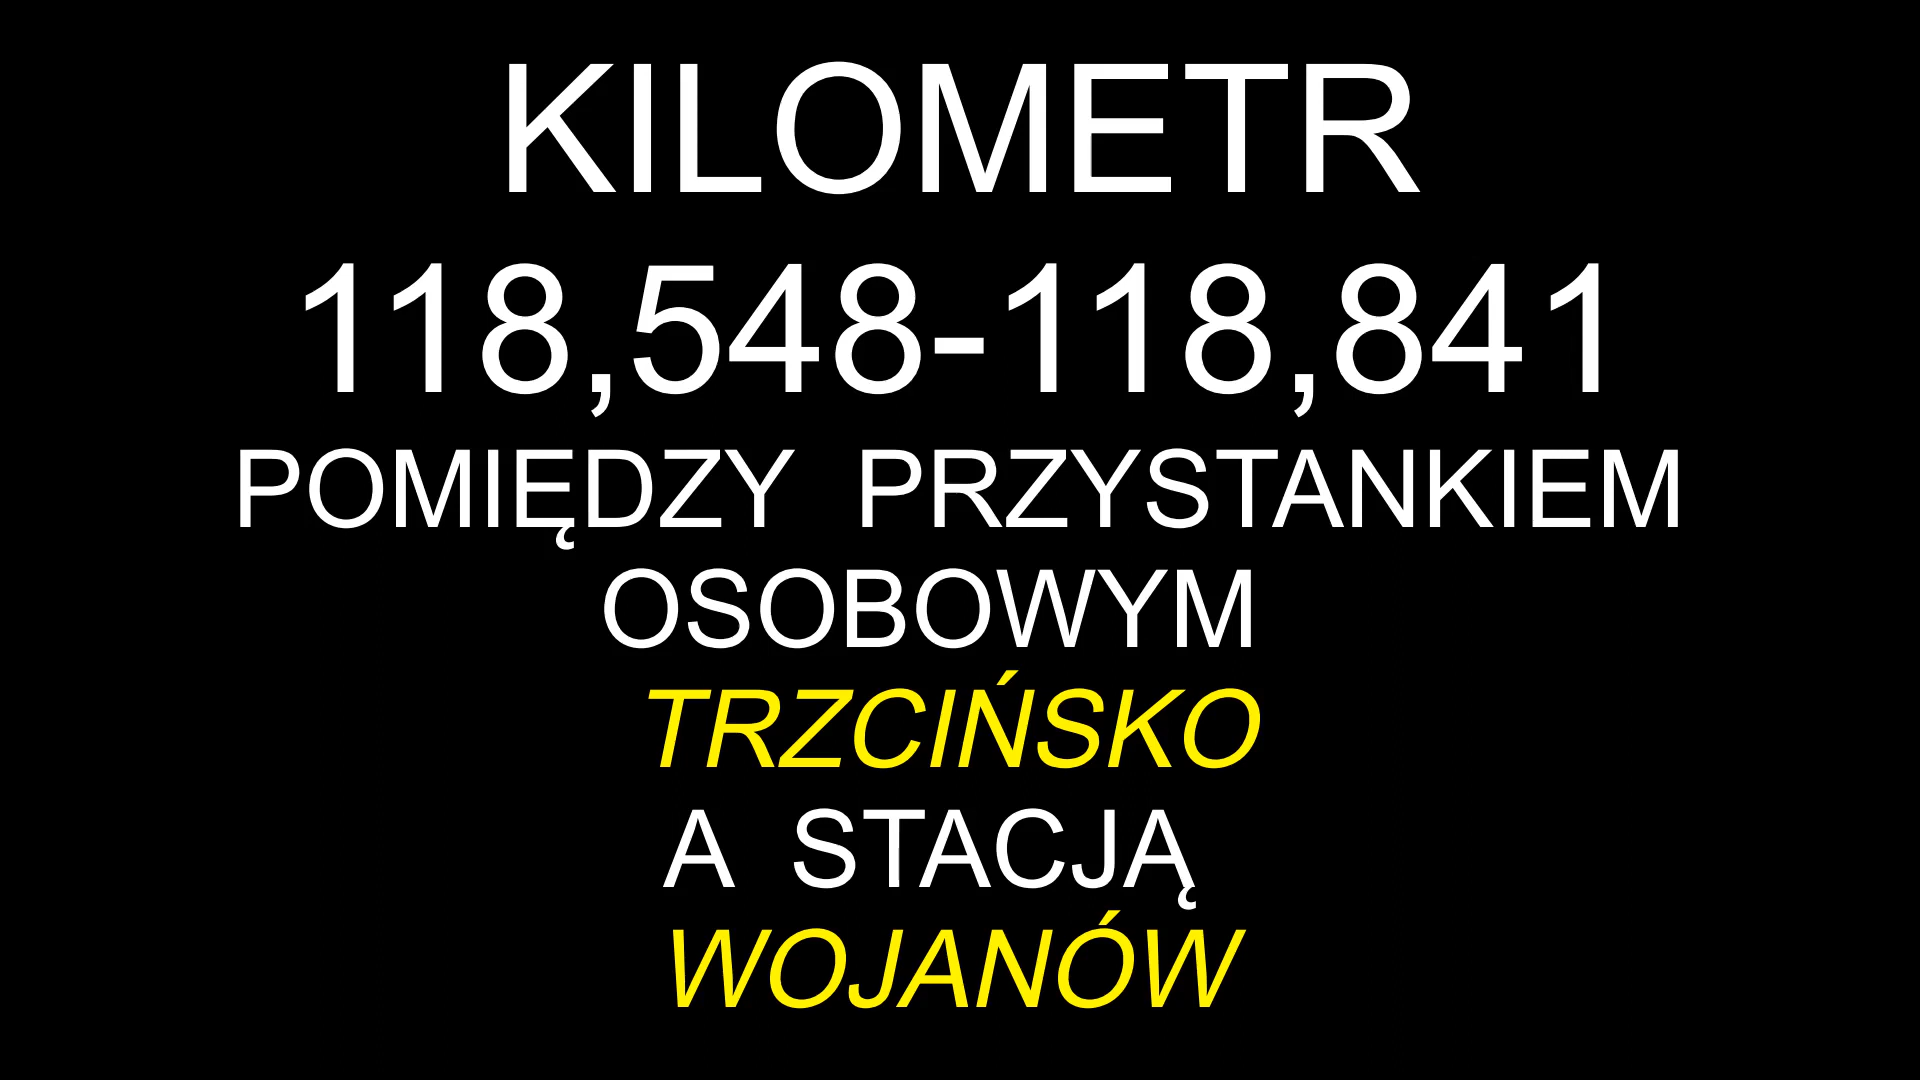 KILOMETR
118,548-118,841
POMIĘDZY PRZYSTANKIEM
OSOBOWYM
TRZCIŃSKO
A STACJĄ
WOJANÓW